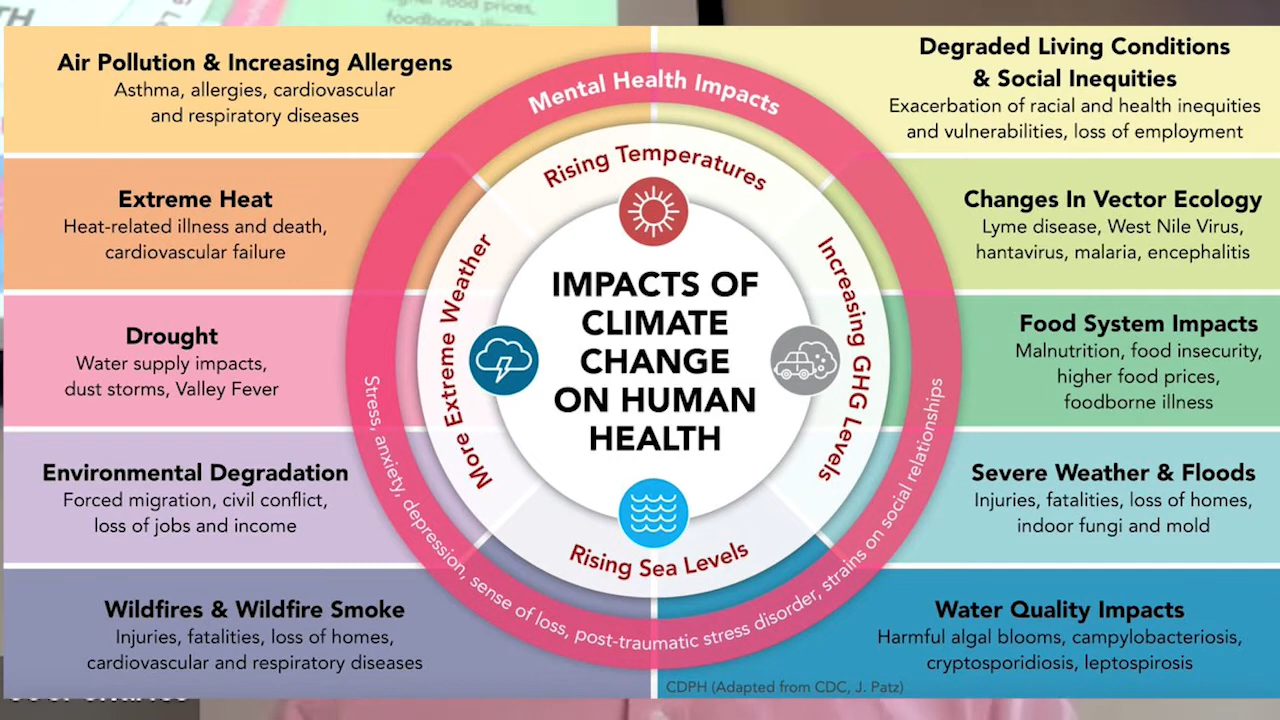 TH
higher food prices,
foodborne illness
Air Pollution & Increasing Allergens
Asthma, allergies, cardiovascular
and respiratory diseases
Extreme Heat
Heat-related illness and death,
cardiovascular failure
Drought
Water supply impacts,
dust storms, Valley Fever
Environmental Degradation
Forced migration, civil conflict,
loss of jobs and income
Wildfires & Wildfire Smoke
Injuries, fatalities, loss of homes,
cardiovascular and respiratory diseases
Mental Health Impacts
Rising Temperatures
More Extreme Weather
Increasing GHG Levels
Rising Sea Levels
IMPACTS OF
CLIMATE
CHANGE
ON HUMAN
HEALTH
Stress, anxiety, depression, sense of loss, post-traumatic stress disorder, strains on social relationships
Degraded Living Conditions
& Social Inequities
Exacerbation of racial and health inequities
and vulnerabilities, loss of employment
Changes In Vector Ecology
Lyme disease, West Nile Virus,
hantavirus, malaria, encephalitis
Food System Impacts
Malnutrition, food insecurity,
higher food prices,
foodborne illness
Severe Weather & Floods
Injuries, fatalities, loss of homes,
indoor fungi and mold
Water Quality Impacts
Harmful algal blooms, campylobacteriosis,
cryptosporidiosis, leptospirosis
CDPH (Adapted from CDC, J. Patz)